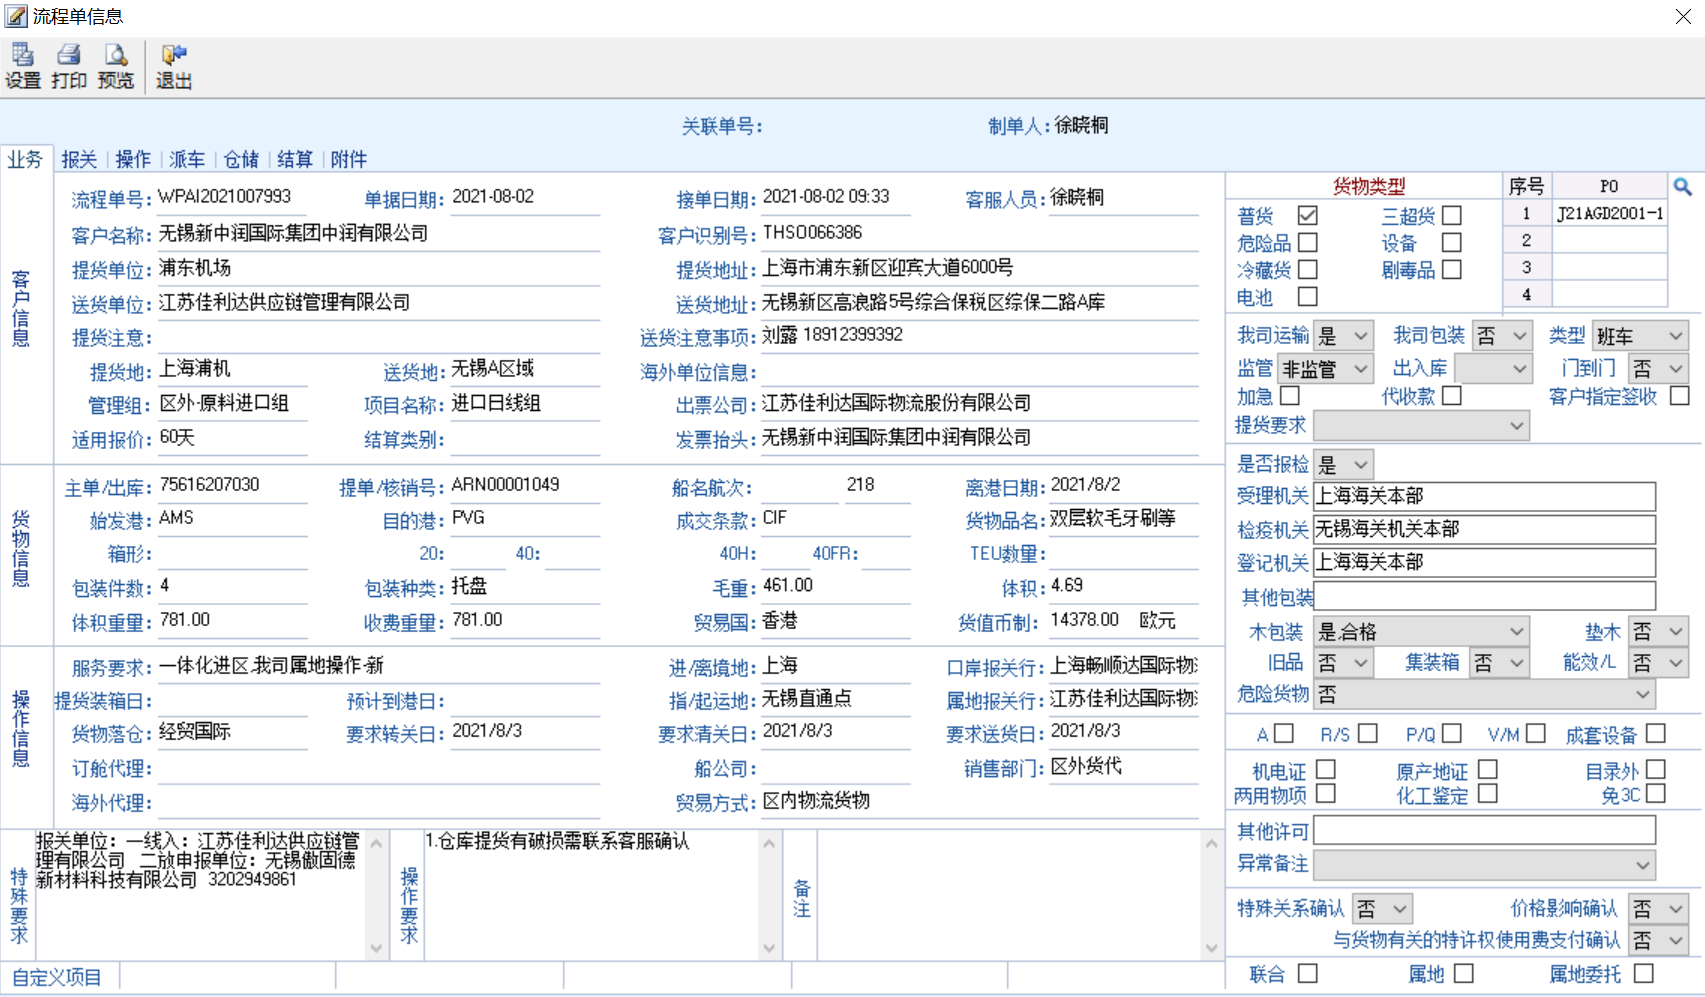 流程单信息
设置 打印 预览 退出
关联单号: 制单人: 徐晓桐
业务 报关 操作 派车 仓储 结算 附件
客户信息
流程单号: WPAI2021007993 单据日期: 2021-08-02 接单日期: 2021-08-02 09:33 客服人员: 徐晓桐
客户名称: 无锡新中润国际集团中润有限公司 客户识别号: THSO066386
提货单位: 浦东机场 提货地址: 上海市浦东新区迎宾大道6000号
送货单位: 江苏佳利达供应链管理有限公司 送货地址: 无锡新区高浪路5号综合保税区综保二路A库
提货注意: 送货注意事项: 刘露 18912399392
提货地: 上海浦机 送货地: 无锡A区域 海外单位信息:
管理组: 区外-原料进口组 项目名称: 进口日线组 出票公司: 江苏佳利达国际物流股份有限公司
适用报价: 60天 结算类别: 发票抬头: 无锡新中润国际集团中润有限公司
货物信息
主单/出库: 75616207030 提单/核销号: ARN00001049 船名航次: 218 离港日期: 2021/8/2
始发港: AMS 目的港: PVG 成交条款: CIF 货物品名: 双层软毛牙刷等
箱形: 20: 40: 40H: 40FR: TEU数量:
包装件数: 4 包装种类: 托盘 毛重: 461.00 体积: 4.69
体积重量: 781.00 收费重量: 781.00 贸易国: 香港 货值币制: 14378.00 欧元
操作信息
服务要求: 一体化进区,我司属地操作-新 进/离境地: 上海 口岸报关行: 上海畅顺达国际物
提货装箱日: 预计到港日: 指/起运地: 无锡直通点 属地报关行: 江苏佳利达国际物
货物落仓: 经贸国际 要求转关日: 2021/8/3 要求清关日: 2021/8/3 要求送货日: 2021/8/3
订舱代理: 船公司: 销售部门: 区外货代
海外代理: 贸易方式: 区内物流货物
特殊要求
报关单位: 一线入: 江苏佳利达供应链管
理有限公司 二放申报单位: 无锡傲固德
新材料科技有限公司 3202949861
操作要求
1.仓库提货有破损需联系客服确认
备注
自定义项目
货物类型 序号 PO
普货 三超货 1 J21AGD2001-1
危险品 设备 2
冷藏货 剧毒品 3
电池 4
我司运输 是 我司包装 否 类型 班车
监管 非监管 出入库 门到门 否
加急 代收款 客户指定签收
提货要求
是否报检 是
受理机关 上海海关本部
检疫机关 无锡海关机关本部
登记机关 上海海关本部
其他包装
木包装 是,合格 垫木 否
旧品 否 集装箱 否 能效/L 否
危险货物 否
A R/S P/Q V/M 成套设备
机电证 原产地证 目录外
两用物项 化工鉴定 免3C
其他许可
异常备注
特殊关系确认 否 价格影响确认 否
与货物有关的特许权使用费支付确认 否
联合 属地 属地委托